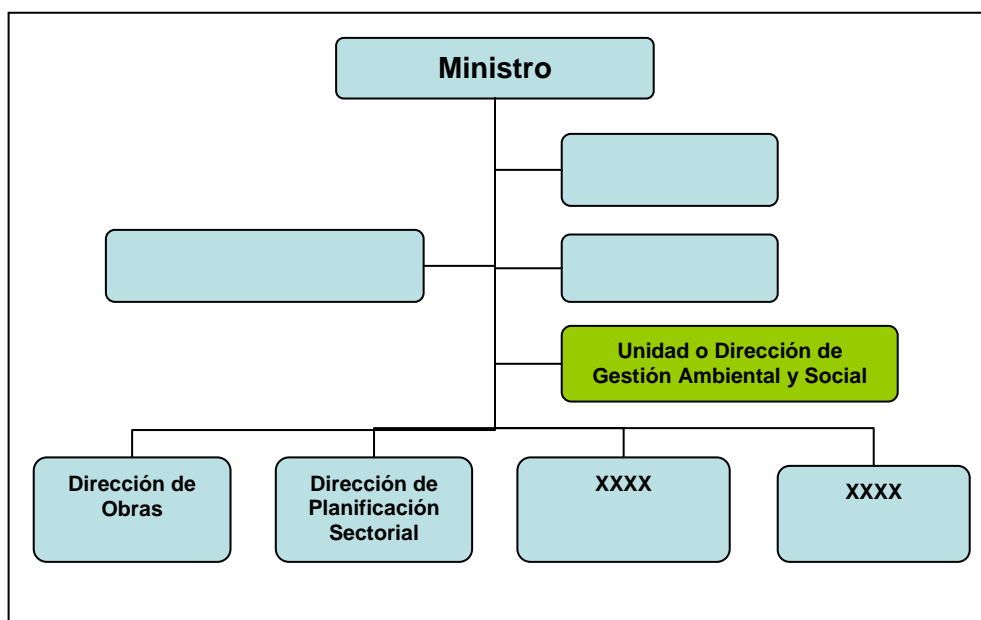 Ministro
Unidad o Dirección de
Gestión Ambiental y Social
Dirección de
Obras
Dirección de
Planificación
Sectorial
XXXX
XXXX